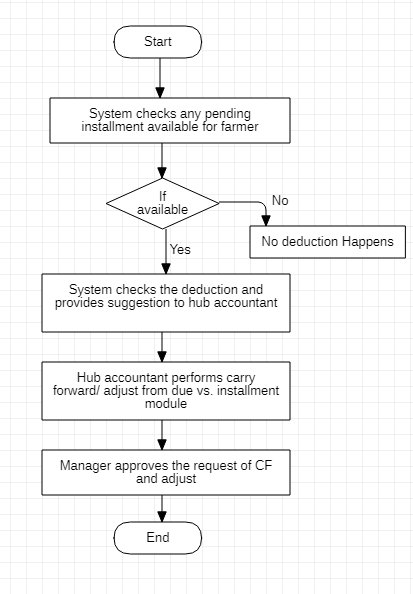 Start
System checks any pending
installment available for farmer
If
available
No
No deduction Happens
Yes
System checks the deduction and
provides suggestion to hub accountant
Hub accountant performs carry
forward/ adjust from due vs. installment
module
Manager approves the request of CF
and adjust
End